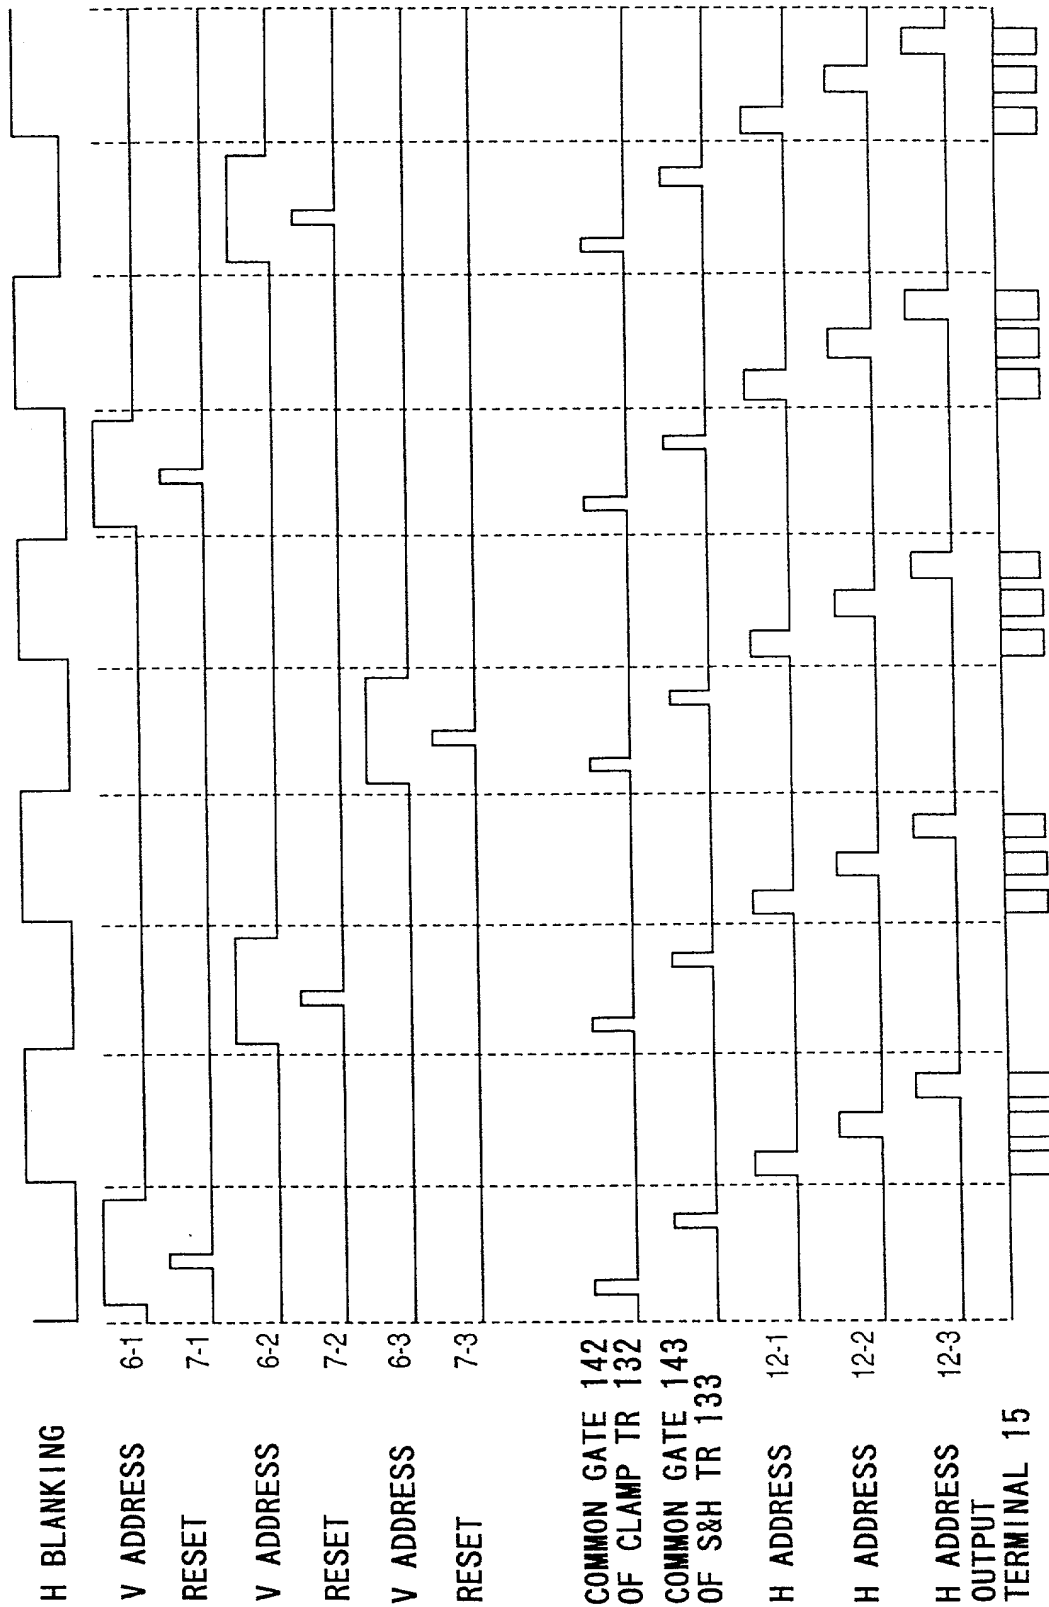 H BLANKING
V ADDRESS 6-1
RESET 7-1
V ADDRESS 6-2
RESET 7-2
V ADDRESS 6-3
RESET 7-3
COMMON GATE 142
OF CLAMP TR 132
COMMON GATE 143
OF S&H TR 133
H ADDRESS 12-1
H ADDRESS 12-2
H ADDRESS 12-3
OUTPUT
TERMINAL 15